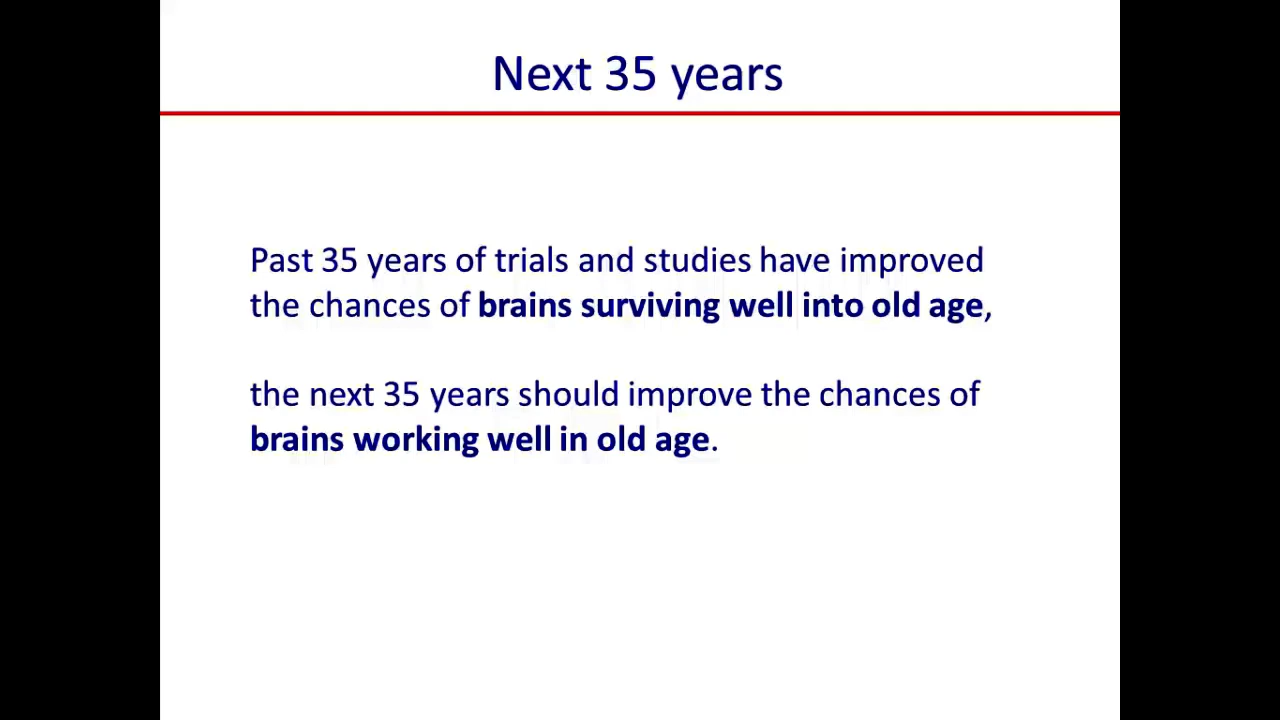 Next 35 years
Past 35 years of trials and studies have improved
the chances of brains surviving well into old age,
the next 35 years should improve the chances of
brains working well in old age.